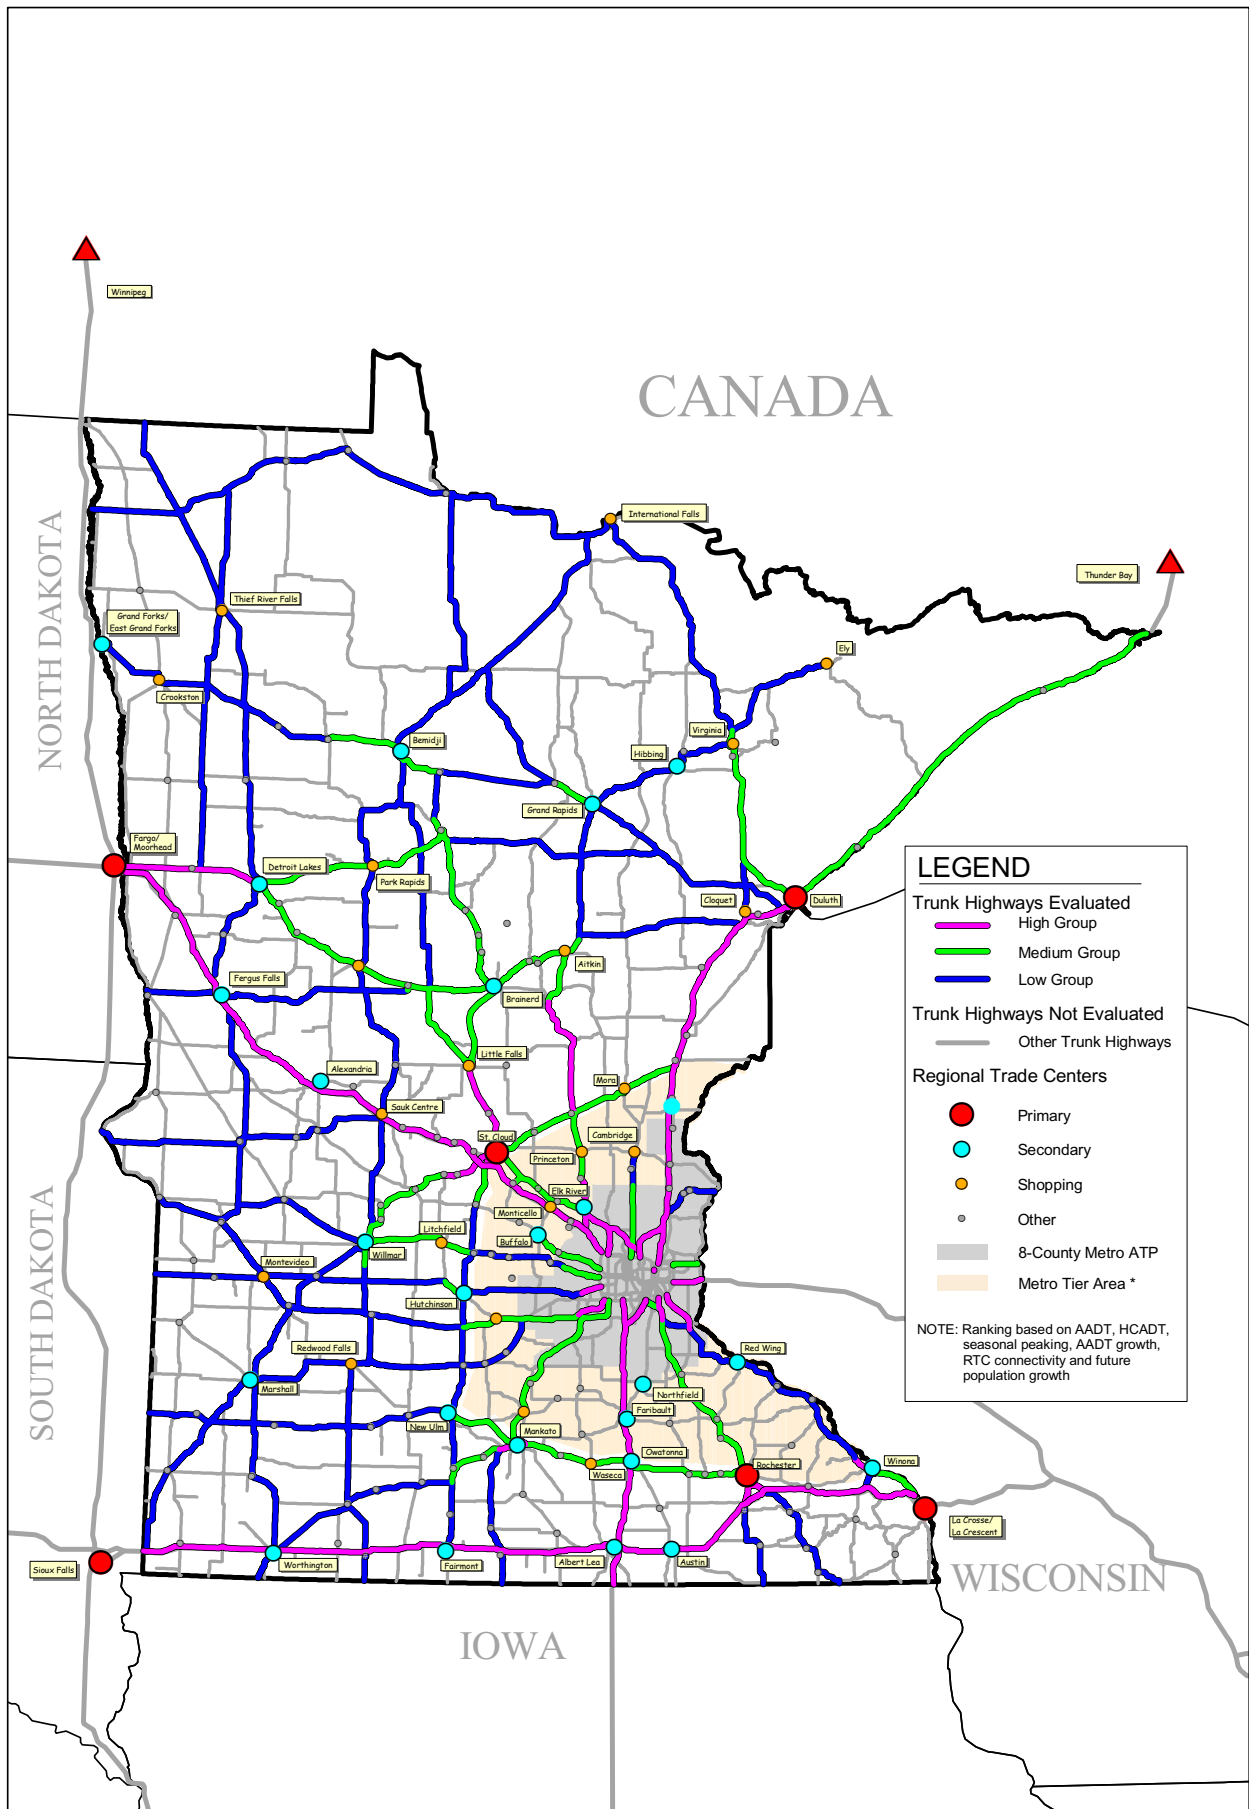 Winnipeg
CANADA
International Falls
Thunder Bay
NORTH DAKOTA
Thief River Falls
Grand Forks/
East Grand Forks
Ely
Crookston
Virginia
Bemidji
Hibbing
Grand Rapids
Fargo/
Moorhead
Detroit Lakes
Park Rapids
Cloquet
Duluth
Aitkin
Fergus Falls
Brainerd
Little Falls
Alexandria
Mora
Sauk Centre
St. Cloud
Cambridge
Princeton
Elk River
Monticello
Litchfield
Buffalo
Willmar
Montevideo
Hutchinson
SOUTH DAKOTA
Redwood Falls
Red Wing
Marshall
Northfield
Faribault
New Ulm
Mankato
Owatonna
Waseca
Rochester
Winona
La Crosse/
La Crescent
Sioux Falls
Worthington
Fairmont
Albert Lea
Austin
WISCONSIN
IOWA
LEGEND
Trunk Highways Evaluated
High Group
Medium Group
Low Group
Trunk Highways Not Evaluated
Other Trunk Highways
Regional Trade Centers
Primary
Secondary
Shopping
Other
8-County Metro ATP
Metro Tier Area *
NOTE: Ranking based on AADT, HCADT,
seasonal peaking, AADT growth,
RTC connectivity and future
population growth